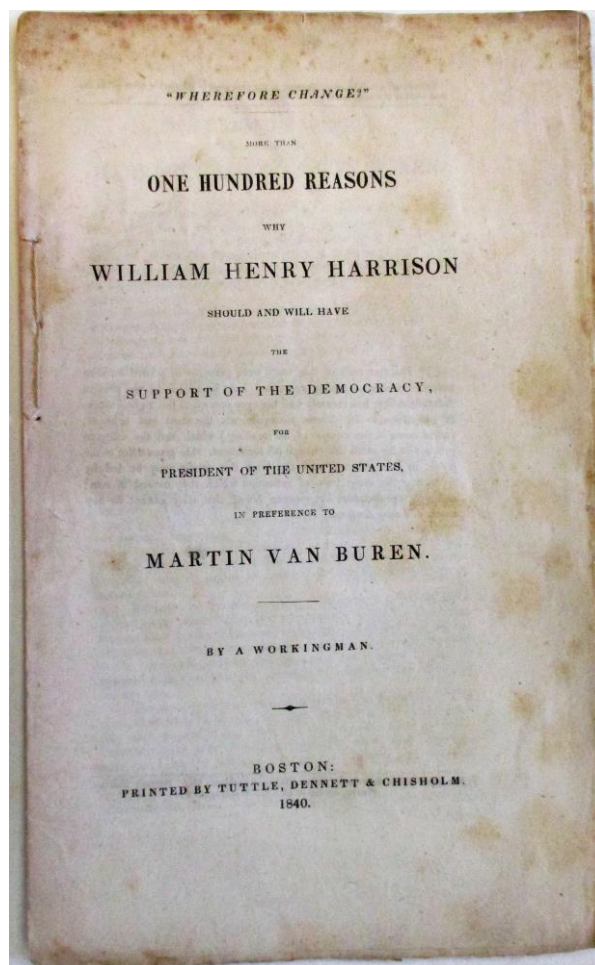 "WHEREFORE CHANGE?"
MORE THAN
ONE HUNDRED REASONS
WHY
WILLIAM HENRY HARRISON
SHOULD AND WILL HAVE
THE
SUPPORT OF THE DEMOCRACY,
FOR
PRESIDENT OF THE UNITED STATES,
IN PREFERENCE TO
MARTIN VAN BUREN.
BY A WORKINGMAN.
BOSTON:
PRINTED BY TUTTLE, DENNETT & CHISHOLM.
1840.